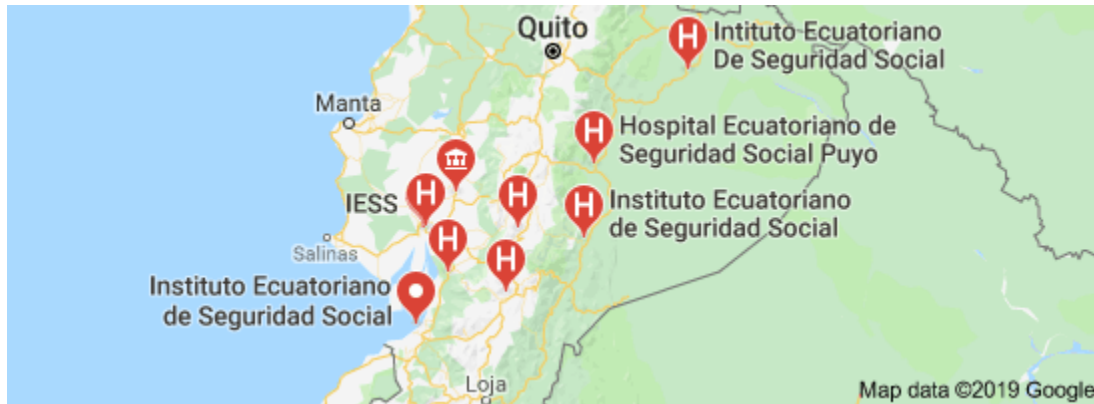 Quito
Intituto Ecuatoriano
De Seguridad Social
Manta
Hospital Ecuatoriano de
Seguridad Social Puyo
H
H
H
H
H
H
H
IESS
Instituto Ecuatoriano
de Seguridad Social
Salinas
Instituto Ecuatoriano
de Seguridad Social
Loja
Map data ©2019 Google